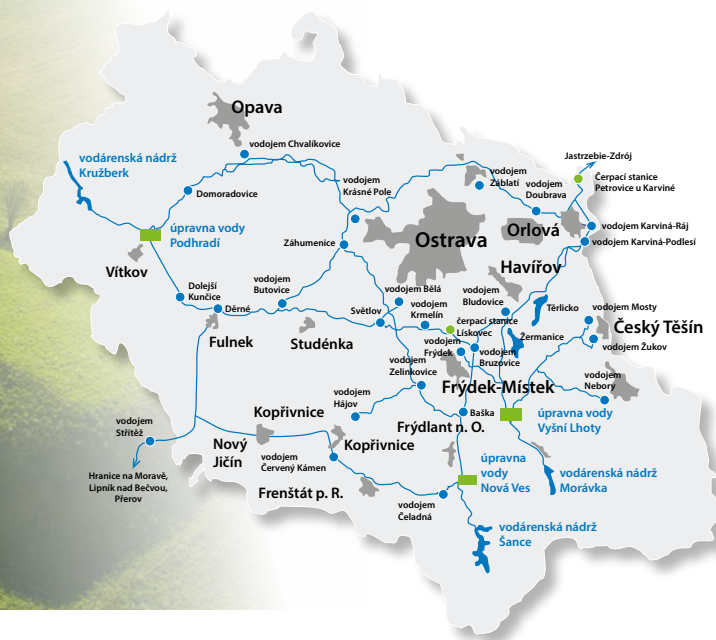 Opava
vodojem Chvalíkovice
vodárenská nádrž
Kružberk
Jastrzebie-Zdrój
Čerpací stanice
Petrovice u Karviné
vodojem
Krásné Pole
vodojem
Záblatí
vodojem
Doubrava
Domoradovice
úpravna vody
Podhradí
vodojem Karviná-Ráj
Orlová
Ostrava
Záhumenice
vodojem Karviná-Podlesí
Vítkov
Havířov
vodojem
Butovice
Dolejší
Kunčice
Děrné
vodojem Bělá
vodojem
Bludovice
vodojem
Krmelín
Světlov
Těrlicko
vodojem Mosty
čerpací stanice
Lískovec
Český Těšín
Fulnek
Studénka
Žermanice
vodojem
Frýdek
vodojem Žukov
vodojem
Bruzovice
vodojem
Zelinkovice
vodojem
Nebory
Frýdek-Místek
vodojem
Hájov
Kopřivnice
Baška
úpravna vody
Vyšní Lhoty
Frýdlant n. O.
vodojem
Střítěž
Nový
Jičín
Kopřivnice
vodojem
Červený Kámen
úpravna
vody
Nová Ves
vodárenská nádrž
Morávka
Hranice na Moravě,
Lipník nad Bečvou,
Přerov
Frenštát p. R.
vodojem
Čeladná
vodárenská nádrž
Šance